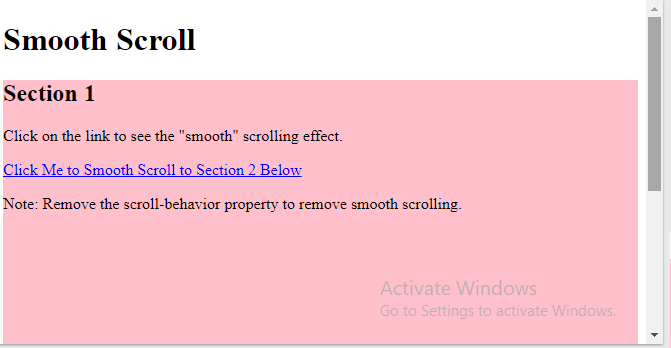 Smooth Scroll
Section 1
Click on the link to see the "smooth" scrolling effect.
Click Me to Smooth Scroll to Section 2 Below
Note: Remove the scroll-behavior property to remove smooth scrolling.
Activate Windows
Go to Settings to activate Windows.